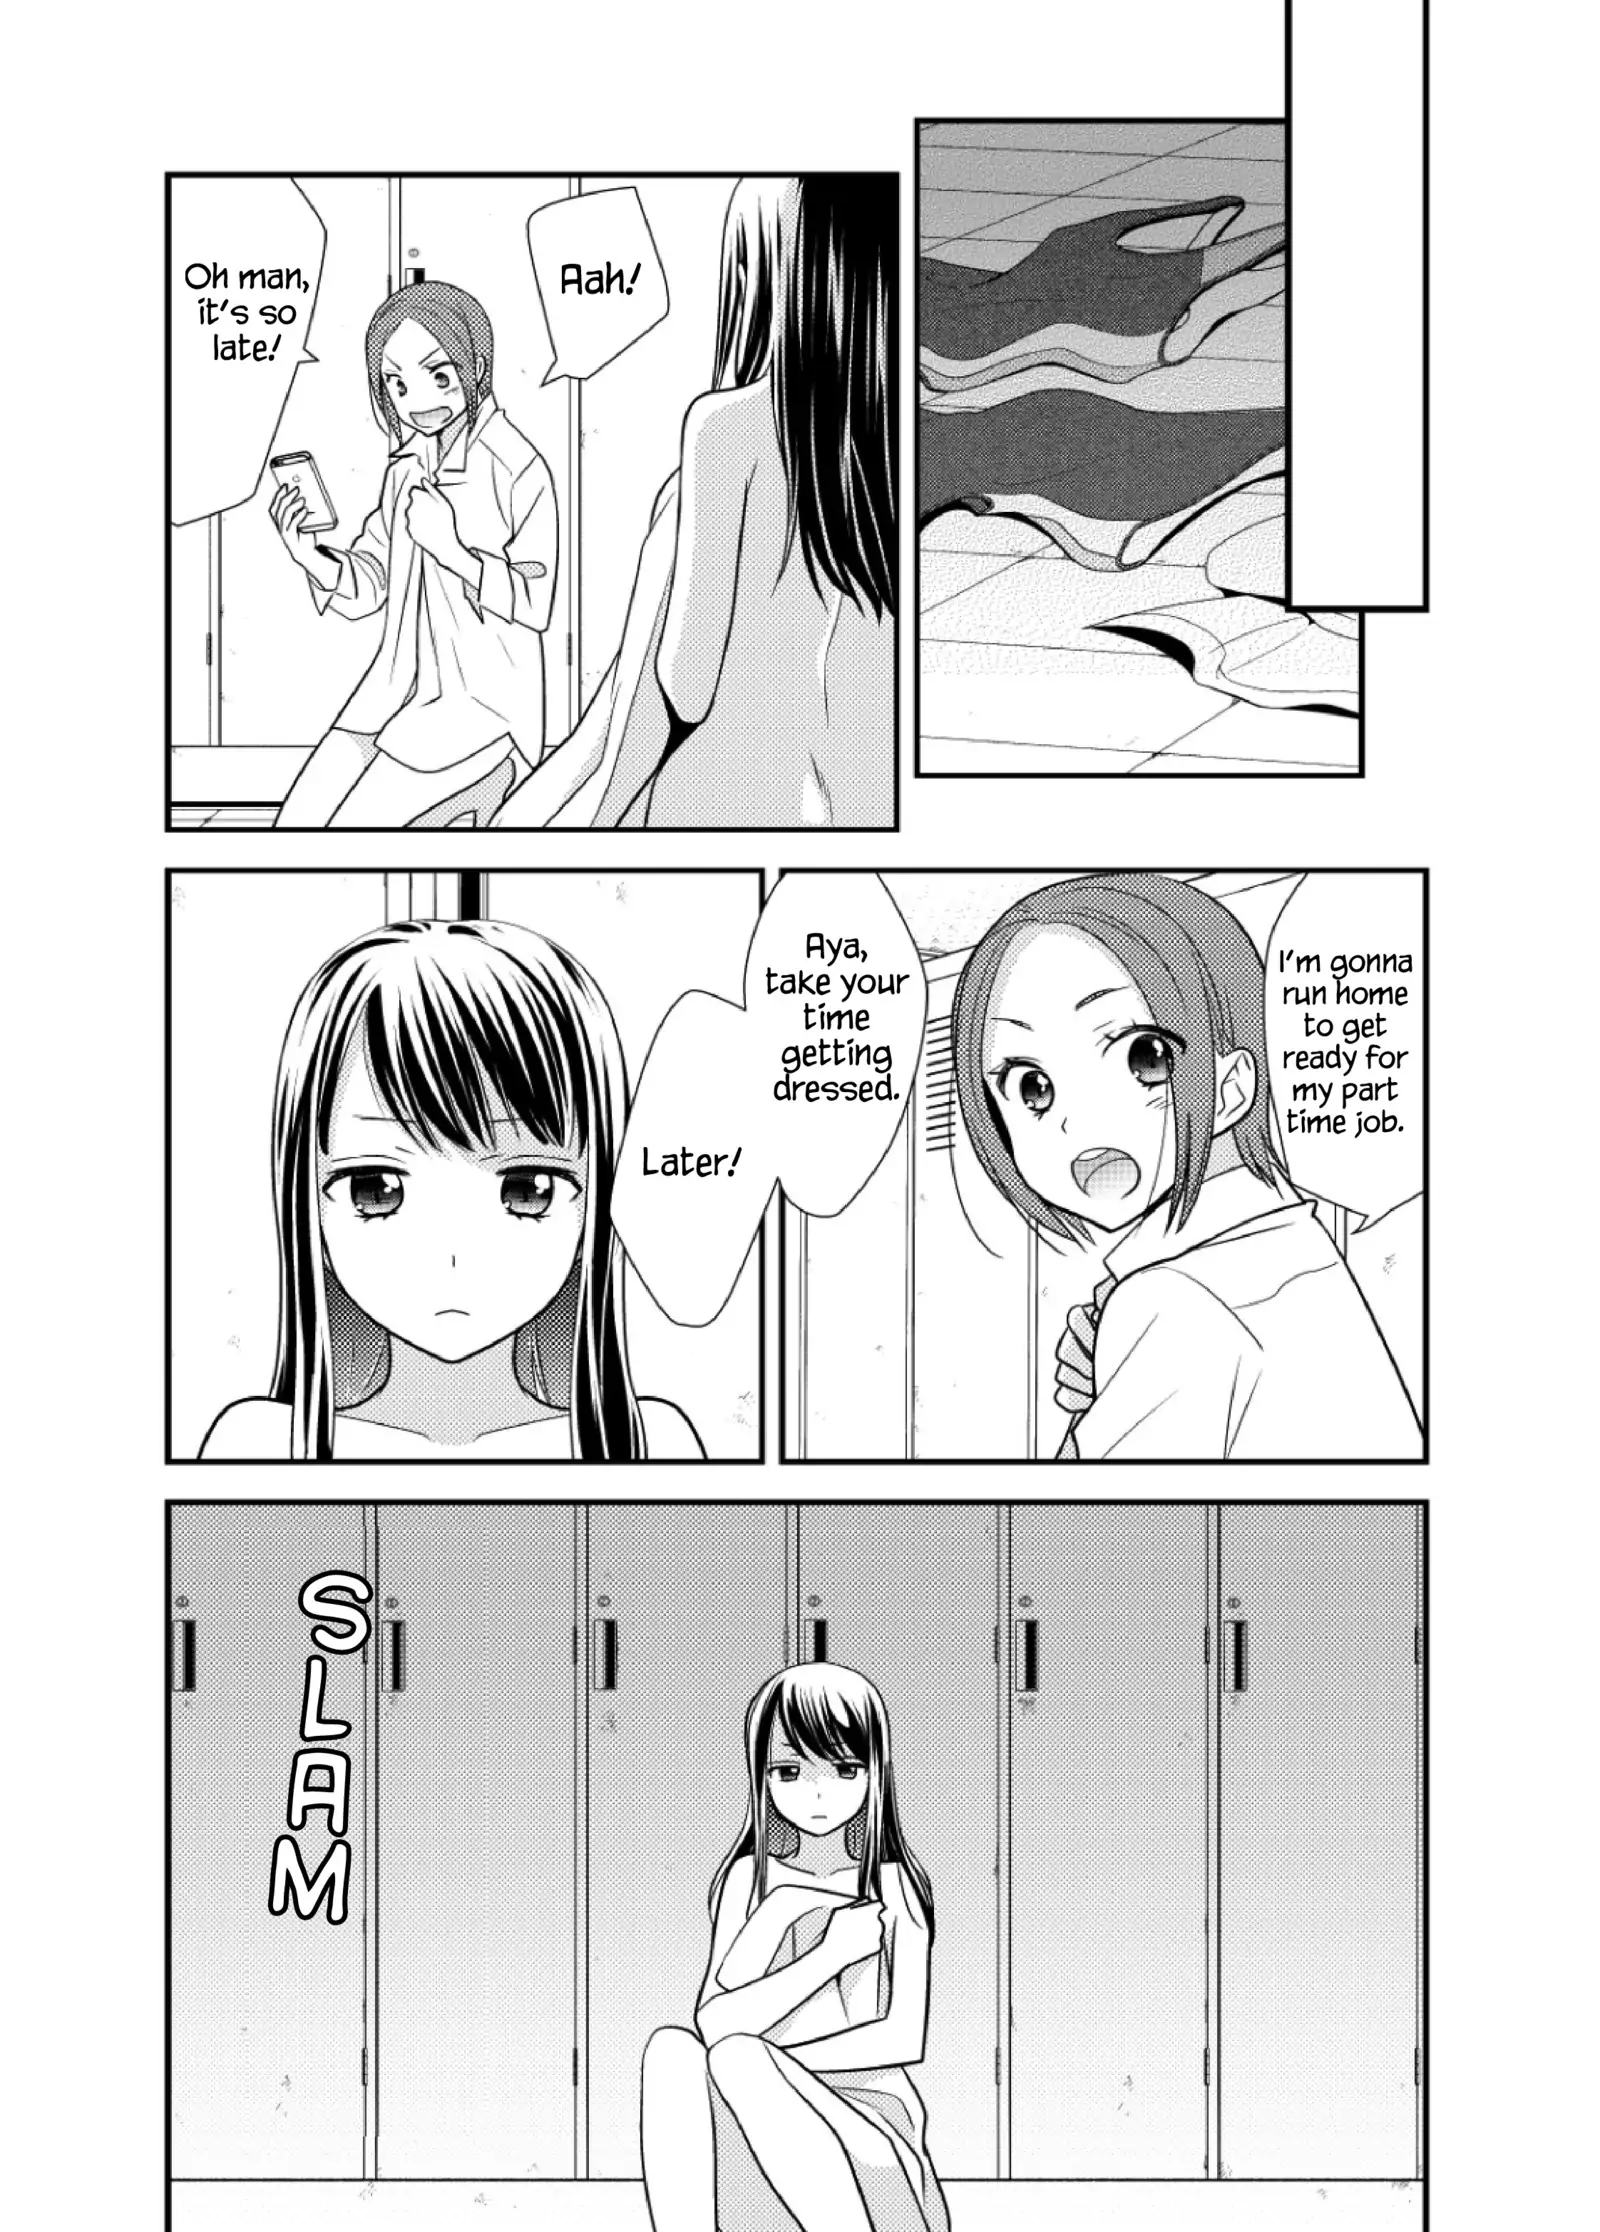 Aah!
Oh man,
it's so
late!
I'm gonna
run home
to get
ready for
my part
time job.
Aya,
take your
time
getting
dressed.
Later!
SLAM